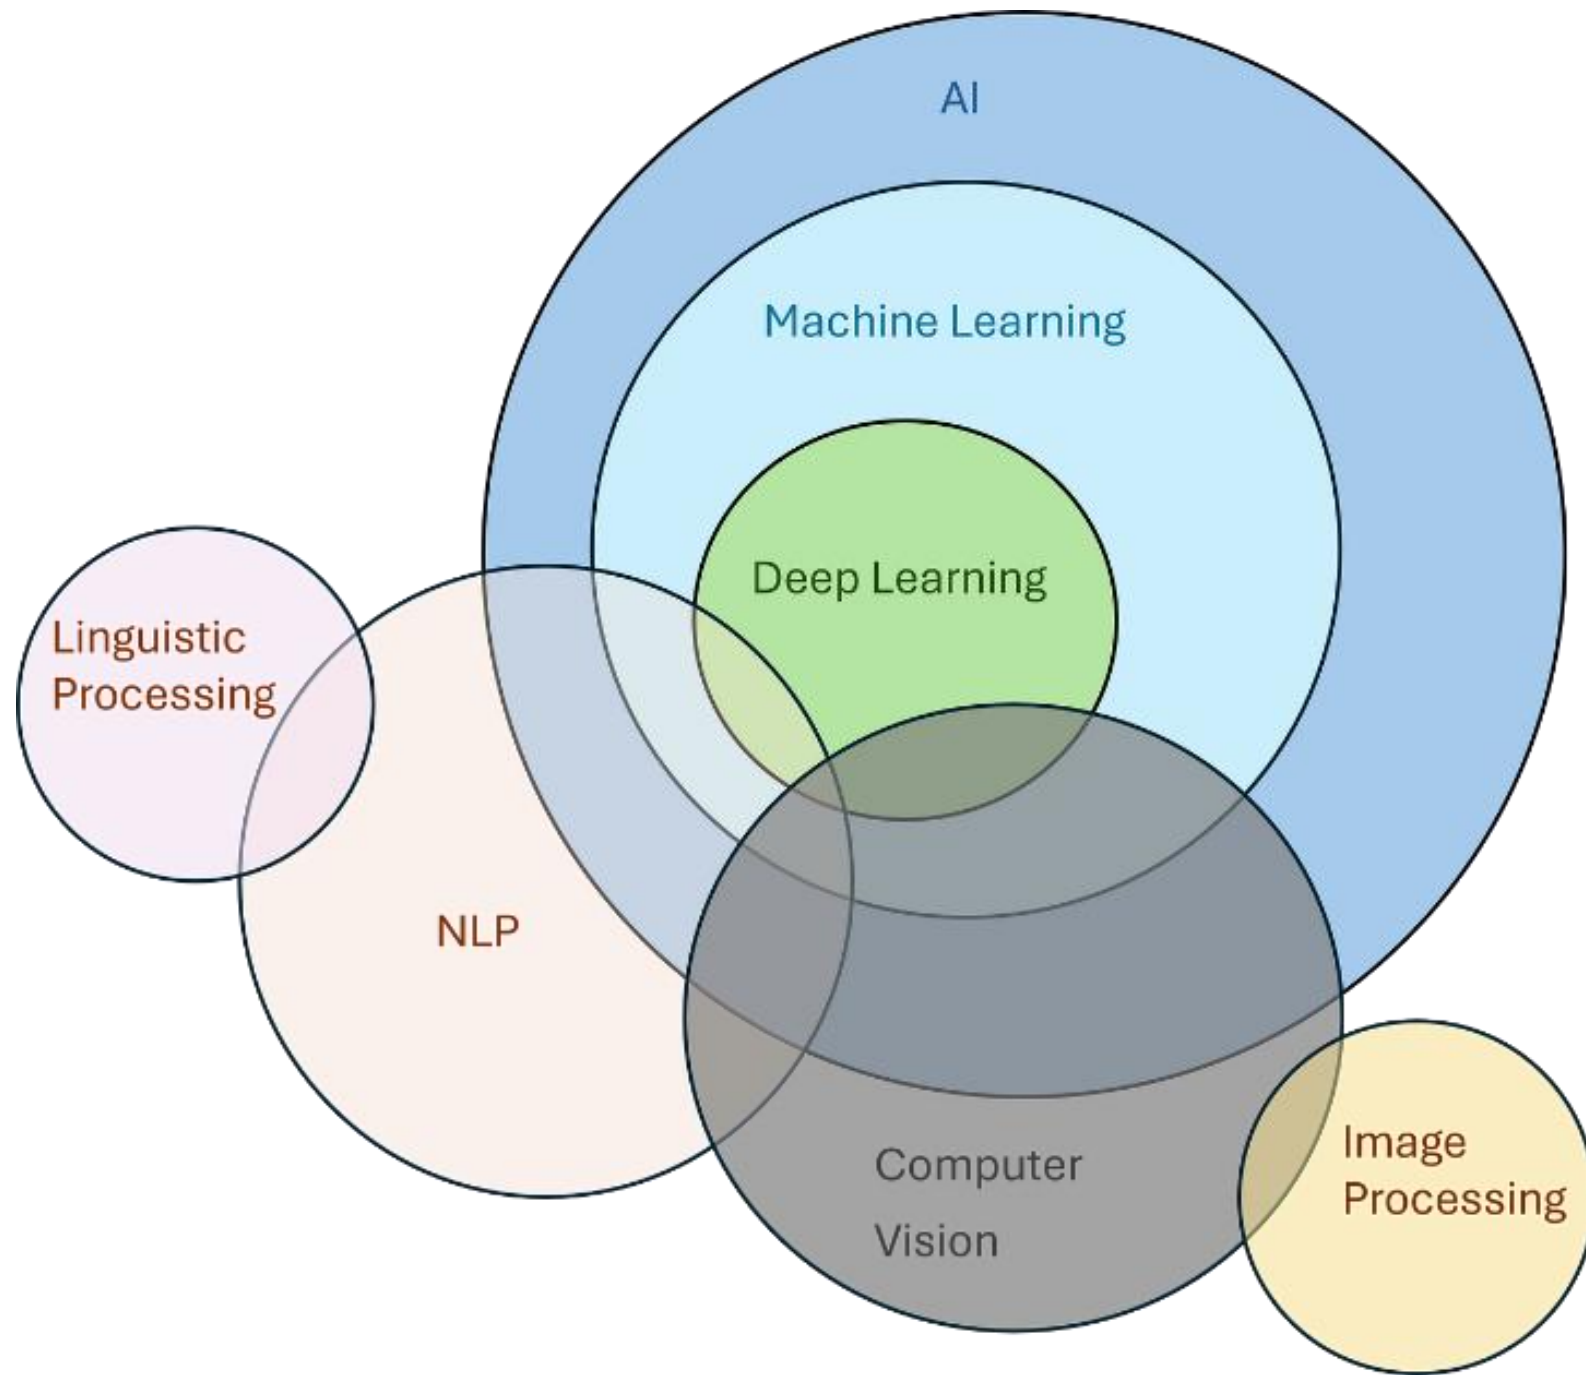 AI
Machine Learning
Deep Learning
Linguistic
Processing
NLP
Computer
Vision
Image
Processing